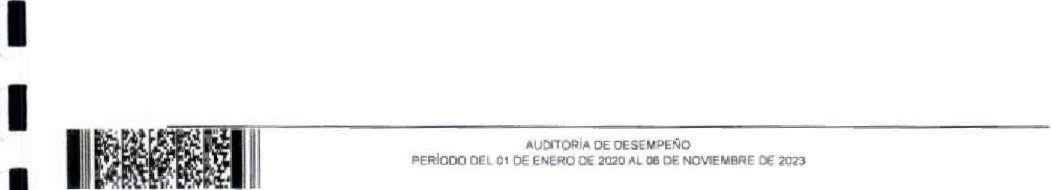 AUDITORÍA DE DESEMPEÑO
PERÍODO DEL 01 DE ENERO DE 2020 AL 06 DE NOVIEMBRE DE 2023